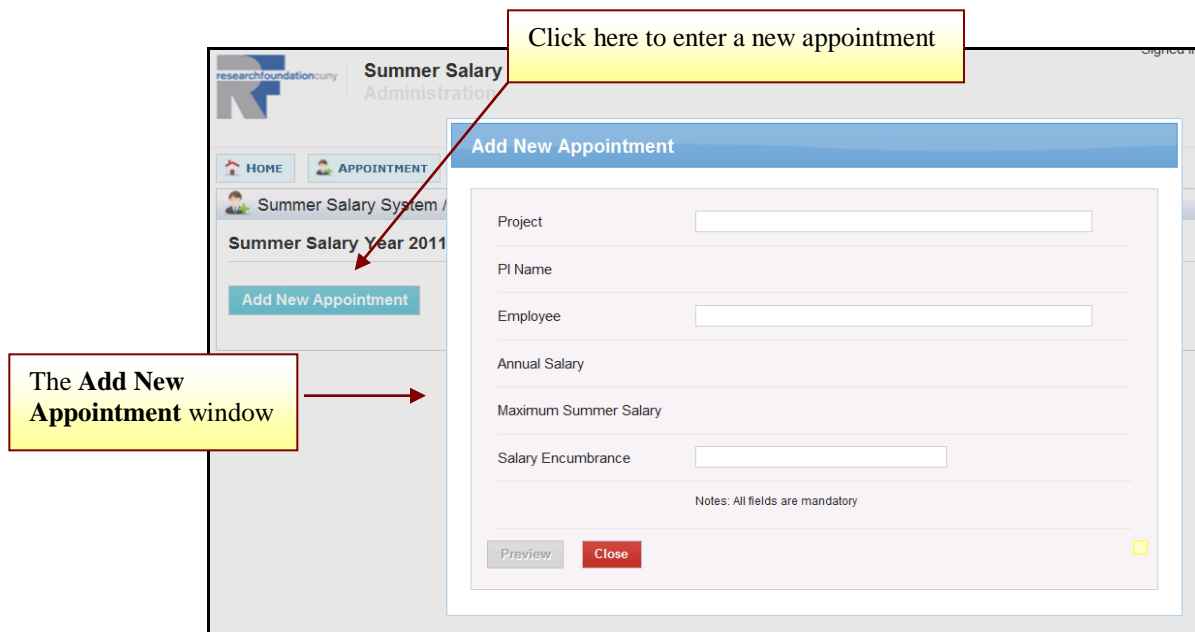 Click here to enter a new appointment
researchfoundationcuny
Summer Salary
Administration
HOME
APPOINTMENT
Summer Salary System /
Summer Salary Year 2011
Add New Appointment
The Add New
Appointment window
Add New Appointment
Project
PI Name
Employee
Annual Salary
Maximum Summer Salary
Salary Encumbrance
Notes: All fields are mandatory
Preview
Close